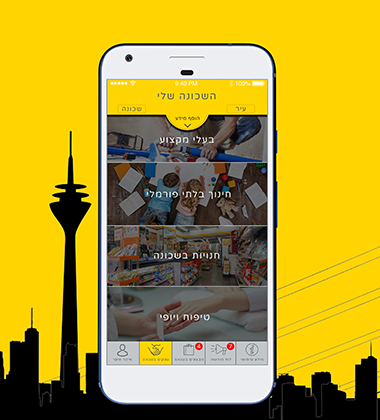 9:40 PM
100%
השכונה שלי
עיר
שכונה
הוסף מידע
בעלי מקצוע
חינוך בלתי פורמלי
חנויות בשכונה
טיפוח ויופי
4
7